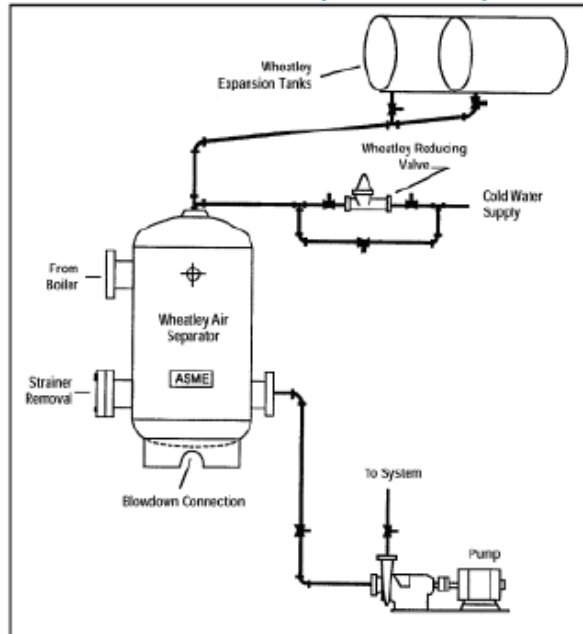 Wheatley
Expansion Tanks
Wheatley Reducing
Valve
Cold Water
Supply
From
Boiler
Wheatley Air
Separator
Strainer
Removal
ASME
Blowdown Connection
To System
Pump